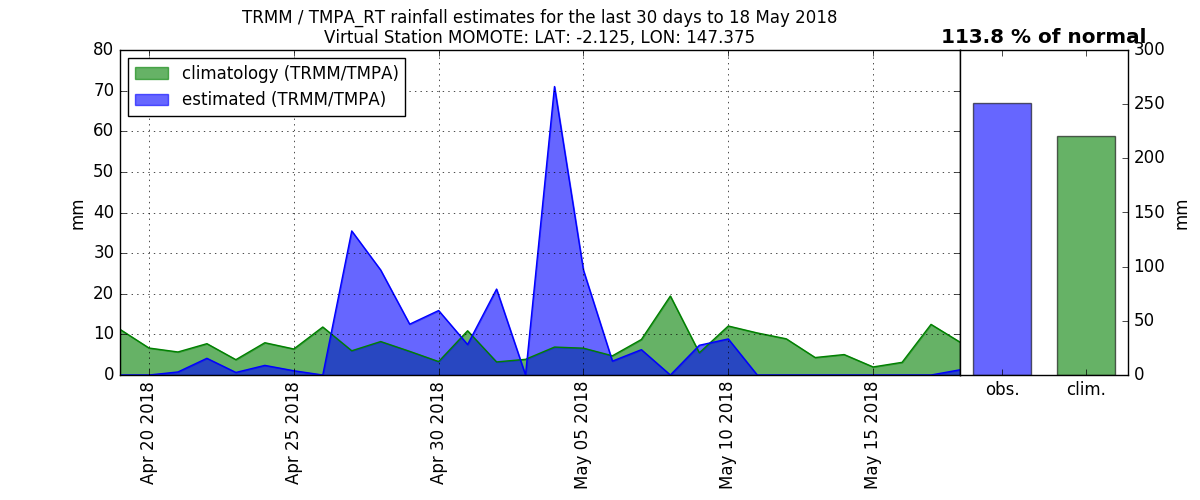 TRMM / TMPA_RT rainfall estimates for the last 30 days to 18 May 2018
Virtual Station MOMOTE: LAT: -2.125, LON: 147.375
113.8 % of normal
climatology (TRMM/TMPA)
estimated (TRMM/TMPA)
mm
80
70
60
50
40
30
20
10
0
Apr 20 2018
Apr 25 2018
Apr 30 2018
May 05 2018
May 10 2018
May 15 2018
obs.
clim.
300
250
200
150
100
50
0
mm